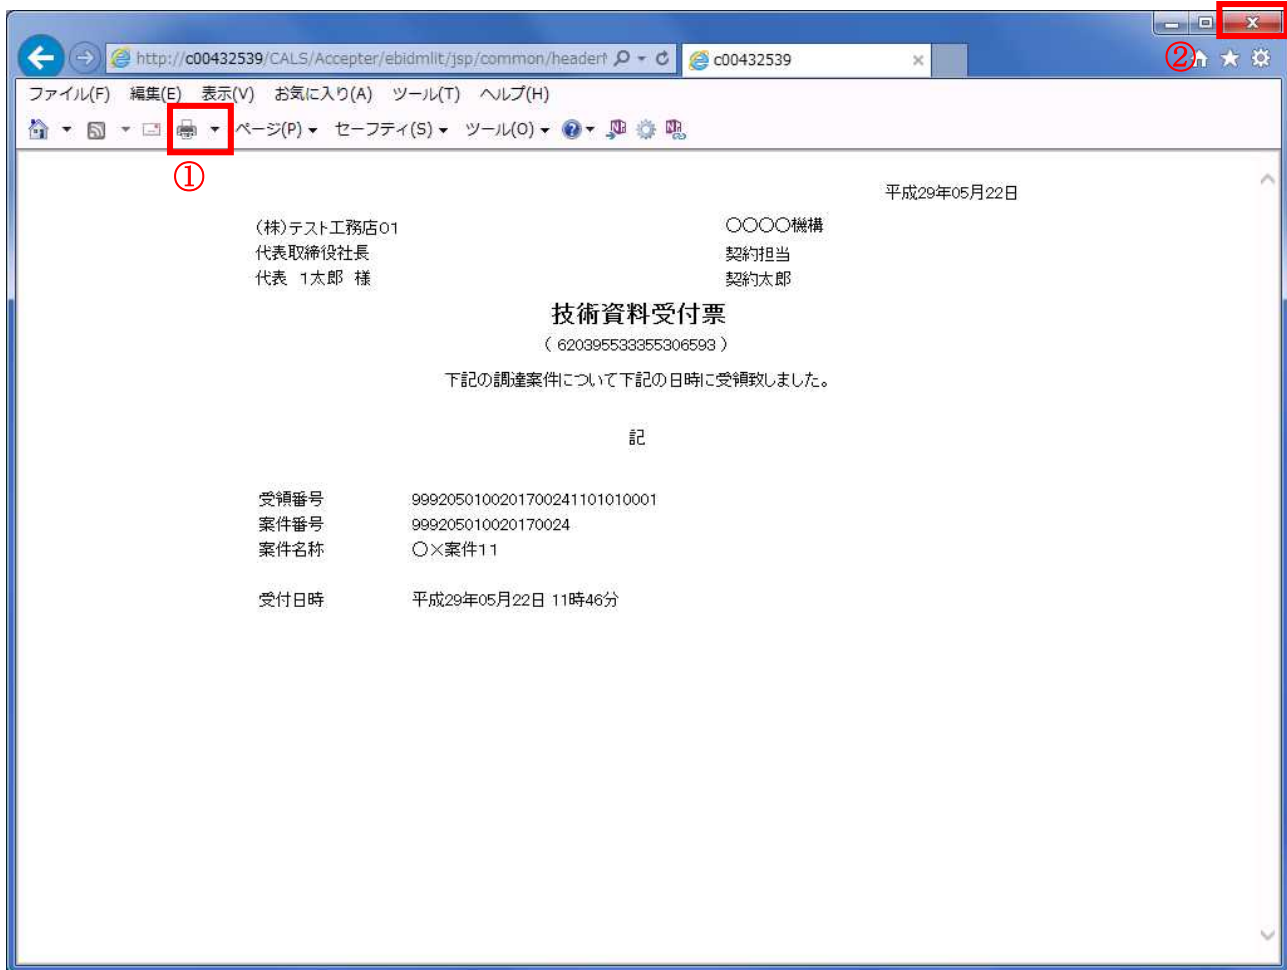 http://c00432539/CALS/Accepter/ebidmlit/jsp/common/header
c00432539
②
ファイル(F) 編集(E) 表示(V) お気に入り(A) ツール(T) ヘルプ(H)
ページ(P) セーフティ(S) ツール(O)
①
平成29年05月22日
(株)テスト工務店01
〇〇〇〇機構
代表取締役社長
契約担当
代表 1太郎 様
契約太郎
技術資料受付票
( 620395533355306593 )
下記の調達案件について下記の日時に受領致しました。
記
受領番号 9992050100201700241101010001
案件番号 999205010020170024
案件名称 〇×案件11
受付日時 平成29年05月22日 11時46分